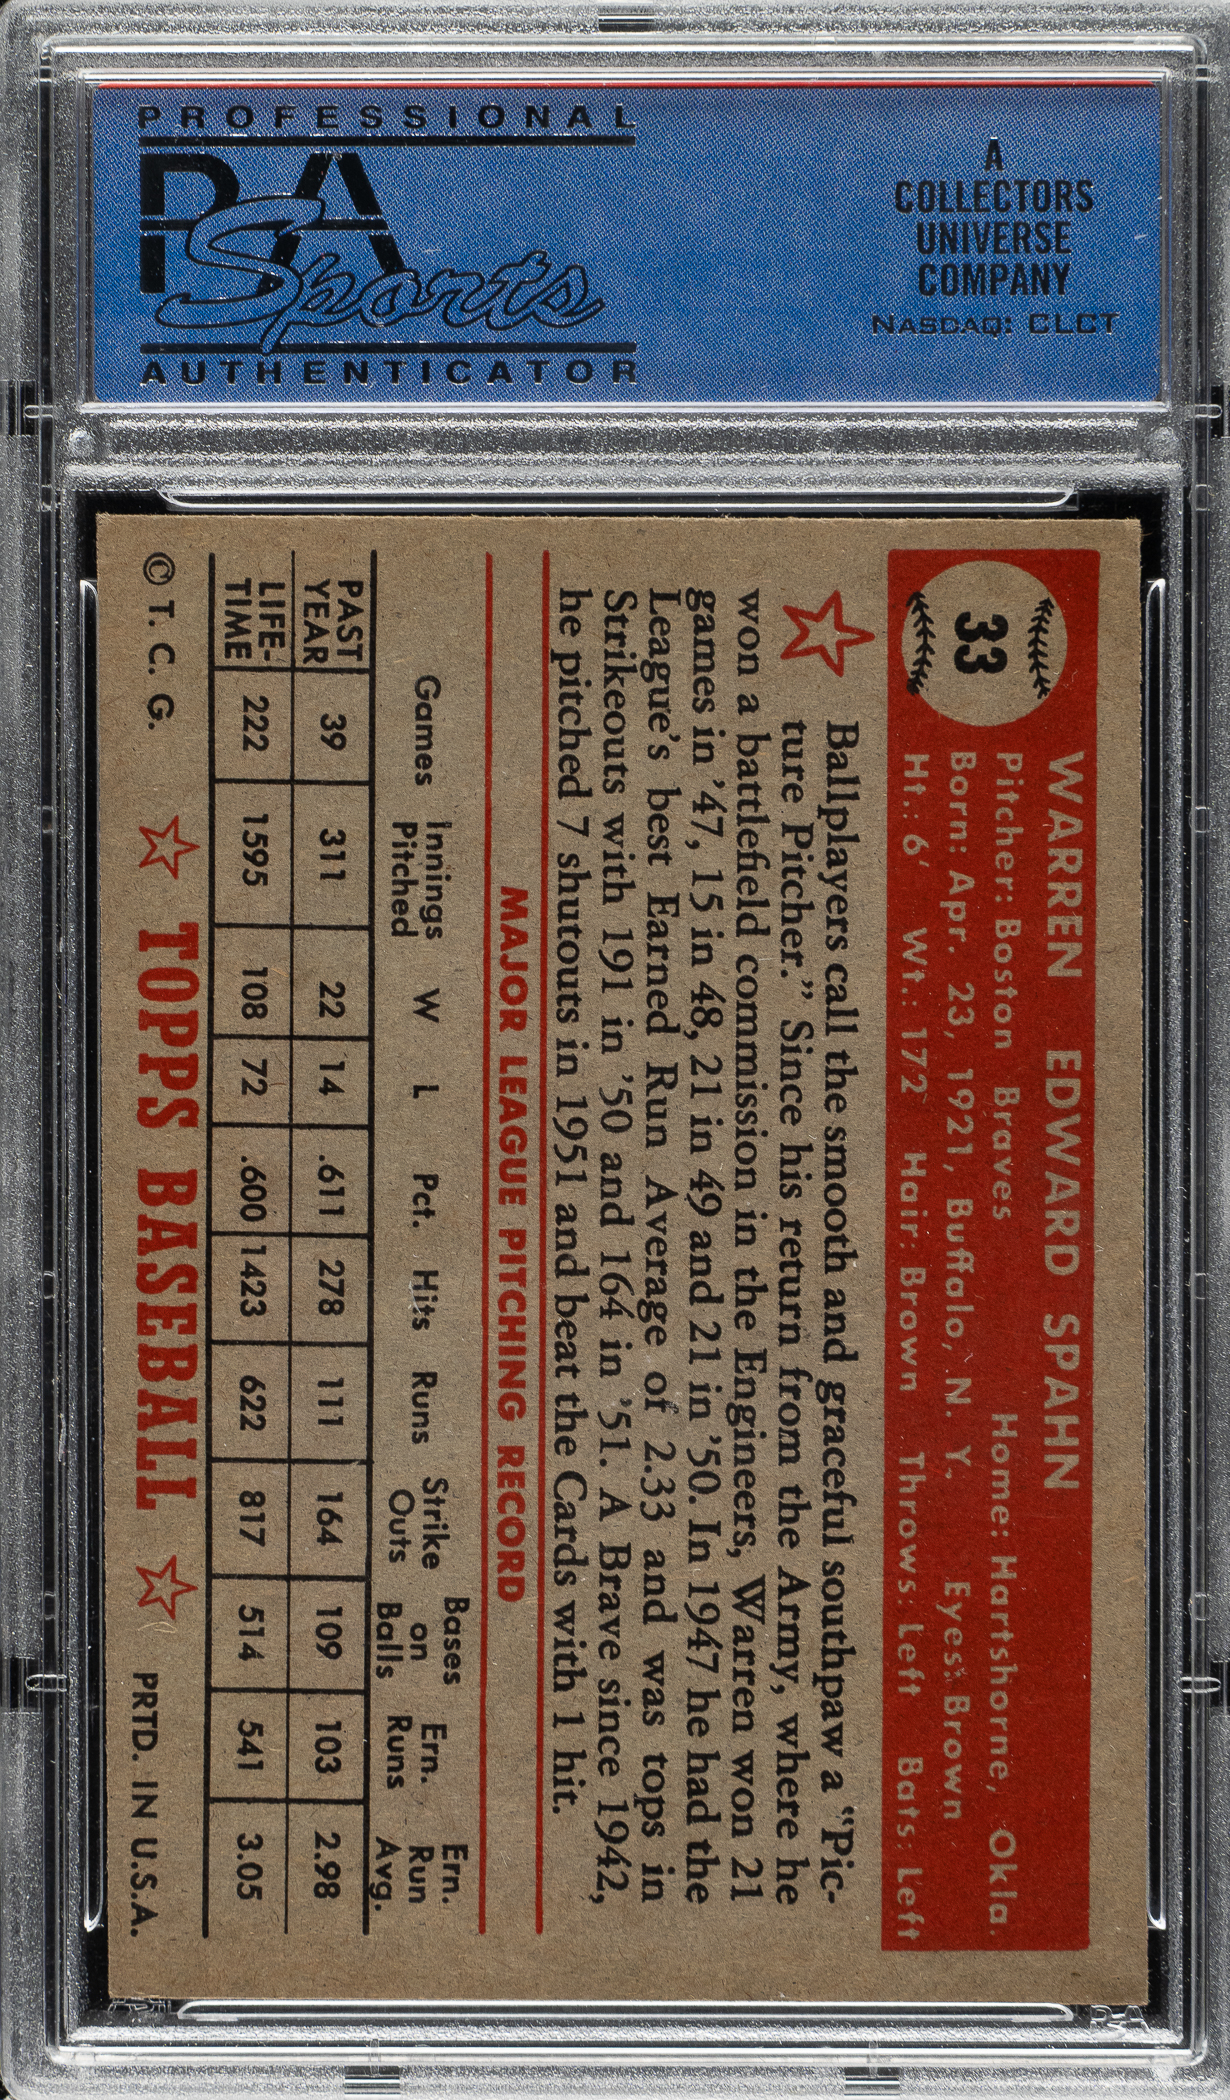 PROFESSIONAL
PSA
Sports
AUTHENTICATOR
A
COLLECTORS
UNIVERSE
COMPANY
NASDAQ: CLCT
33
WARREN EDWARD SPAHN
Pitcher: Boston Braves Home: Hartshorne, Okla.
Born: Apr. 23, 1921, Buffalo, N. Y. Eyes: Brown
Ht.: 6' Wt.: 172 Hair: Brown Throws: Left Bats: Left
Ballplayers call the smooth and graceful southpaw a "Pic-
ture Pitcher." Since his return from the Army, where he
won a battlefield commission in the Engineers, Warren won 21
games in '47, 15 in 48, 21 in 49 and 21 in '50. In 1947 he had the
League's best Earned Run Average of 2.33 and was tops in
Strikeouts with 191 in '50 and 164 in '51. A Brave since 1942,
he pitched 7 shutouts in 1951 and beat the Cards with 1 hit.
MAJOR LEAGUE PITCHING RECORD
Games Innings Pitched W L Pct. Hits Runs Strike Outs Bases on Balls Ern. Runs Ern. Run Avg.
PAST YEAR 39 311 22 14 .611 278 111 164 109 103 2.98
LIFE-TIME 222 1595 108 72 .600 1423 622 817 514 541 3.05
© T. C. G. TOPPS BASEBALL PRTD. IN U.S.A.